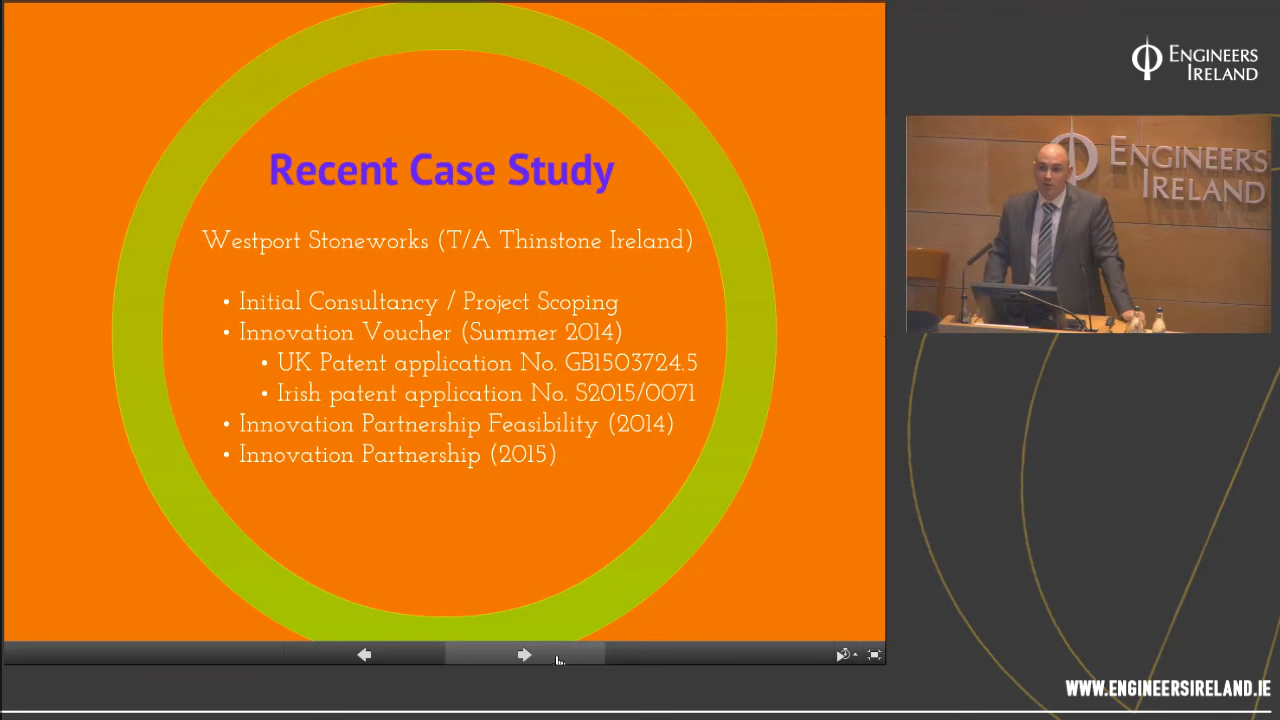 Recent Case Study
Westport Stoneworks (T/A Thinstone Ireland)
• Initial Consultancy / Project Scoping
• Innovation Voucher (Summer 2014)
• UK Patent application No. GB1503724.5
• Irish patent application No. S2015/0071
• Innovation Partnership Feasibility (2014)
• Innovation Partnership (2015)
ENGINEERS
IRELAND
ENGINEERS
IRELAND
WWW.ENGINEERSIRELAND.IE